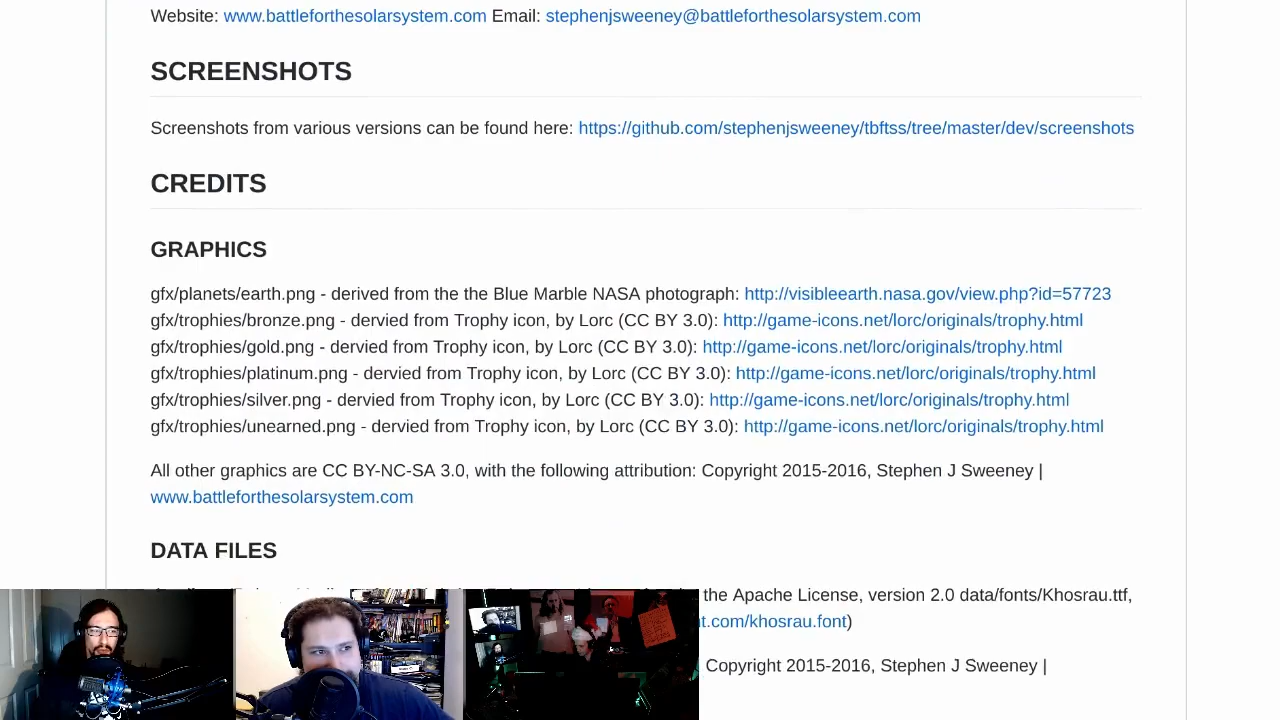 Website: www.battleforthesolarsystem.com Email: stephenjsweeney@battleforthesolarsystem.com
SCREENSHOTS
Screenshots from various versions can be found here: https://github.com/stephenjsweeney/tbftss/tree/master/dev/screenshots
CREDITS
GRAPHICS
gfx/planets/earth.png - derived from the the Blue Marble NASA photograph: http://visibleearth.nasa.gov/view.php?id=57723
gfx/trophies/bronze.png - dervied from Trophy icon, by Lorc (CC BY 3.0): http://game-icons.net/lorc/originals/trophy.html
gfx/trophies/gold.png - dervied from Trophy icon, by Lorc (CC BY 3.0): http://game-icons.net/lorc/originals/trophy.html
gfx/trophies/platinum.png - dervied from Trophy icon, by Lorc (CC BY 3.0): http://game-icons.net/lorc/originals/trophy.html
gfx/trophies/silver.png - dervied from Trophy icon, by Lorc (CC BY 3.0): http://game-icons.net/lorc/originals/trophy.html
gfx/trophies/unearned.png - dervied from Trophy icon, by Lorc (CC BY 3.0): http://game-icons.net/lorc/originals/trophy.html
All other graphics are CC BY-NC-SA 3.0, with the following attribution: Copyright 2015-2016, Stephen J Sweeney |
www.battleforthesolarsystem.com
DATA FILES
the Apache License, version 2.0 data/fonts/Khosrau.ttf,
t.com/khosrau.font)
Copyright 2015-2016, Stephen J Sweeney |